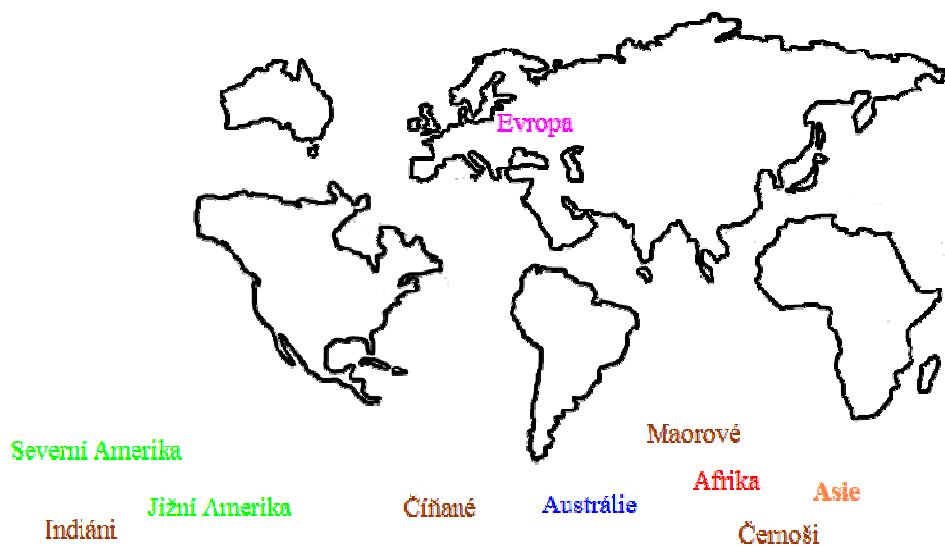 Evropa
Maorové
Severní Amerika
Afrika
Asie
Jižní Amerika
Číňané
Austrálie
Indiáni
Černoši